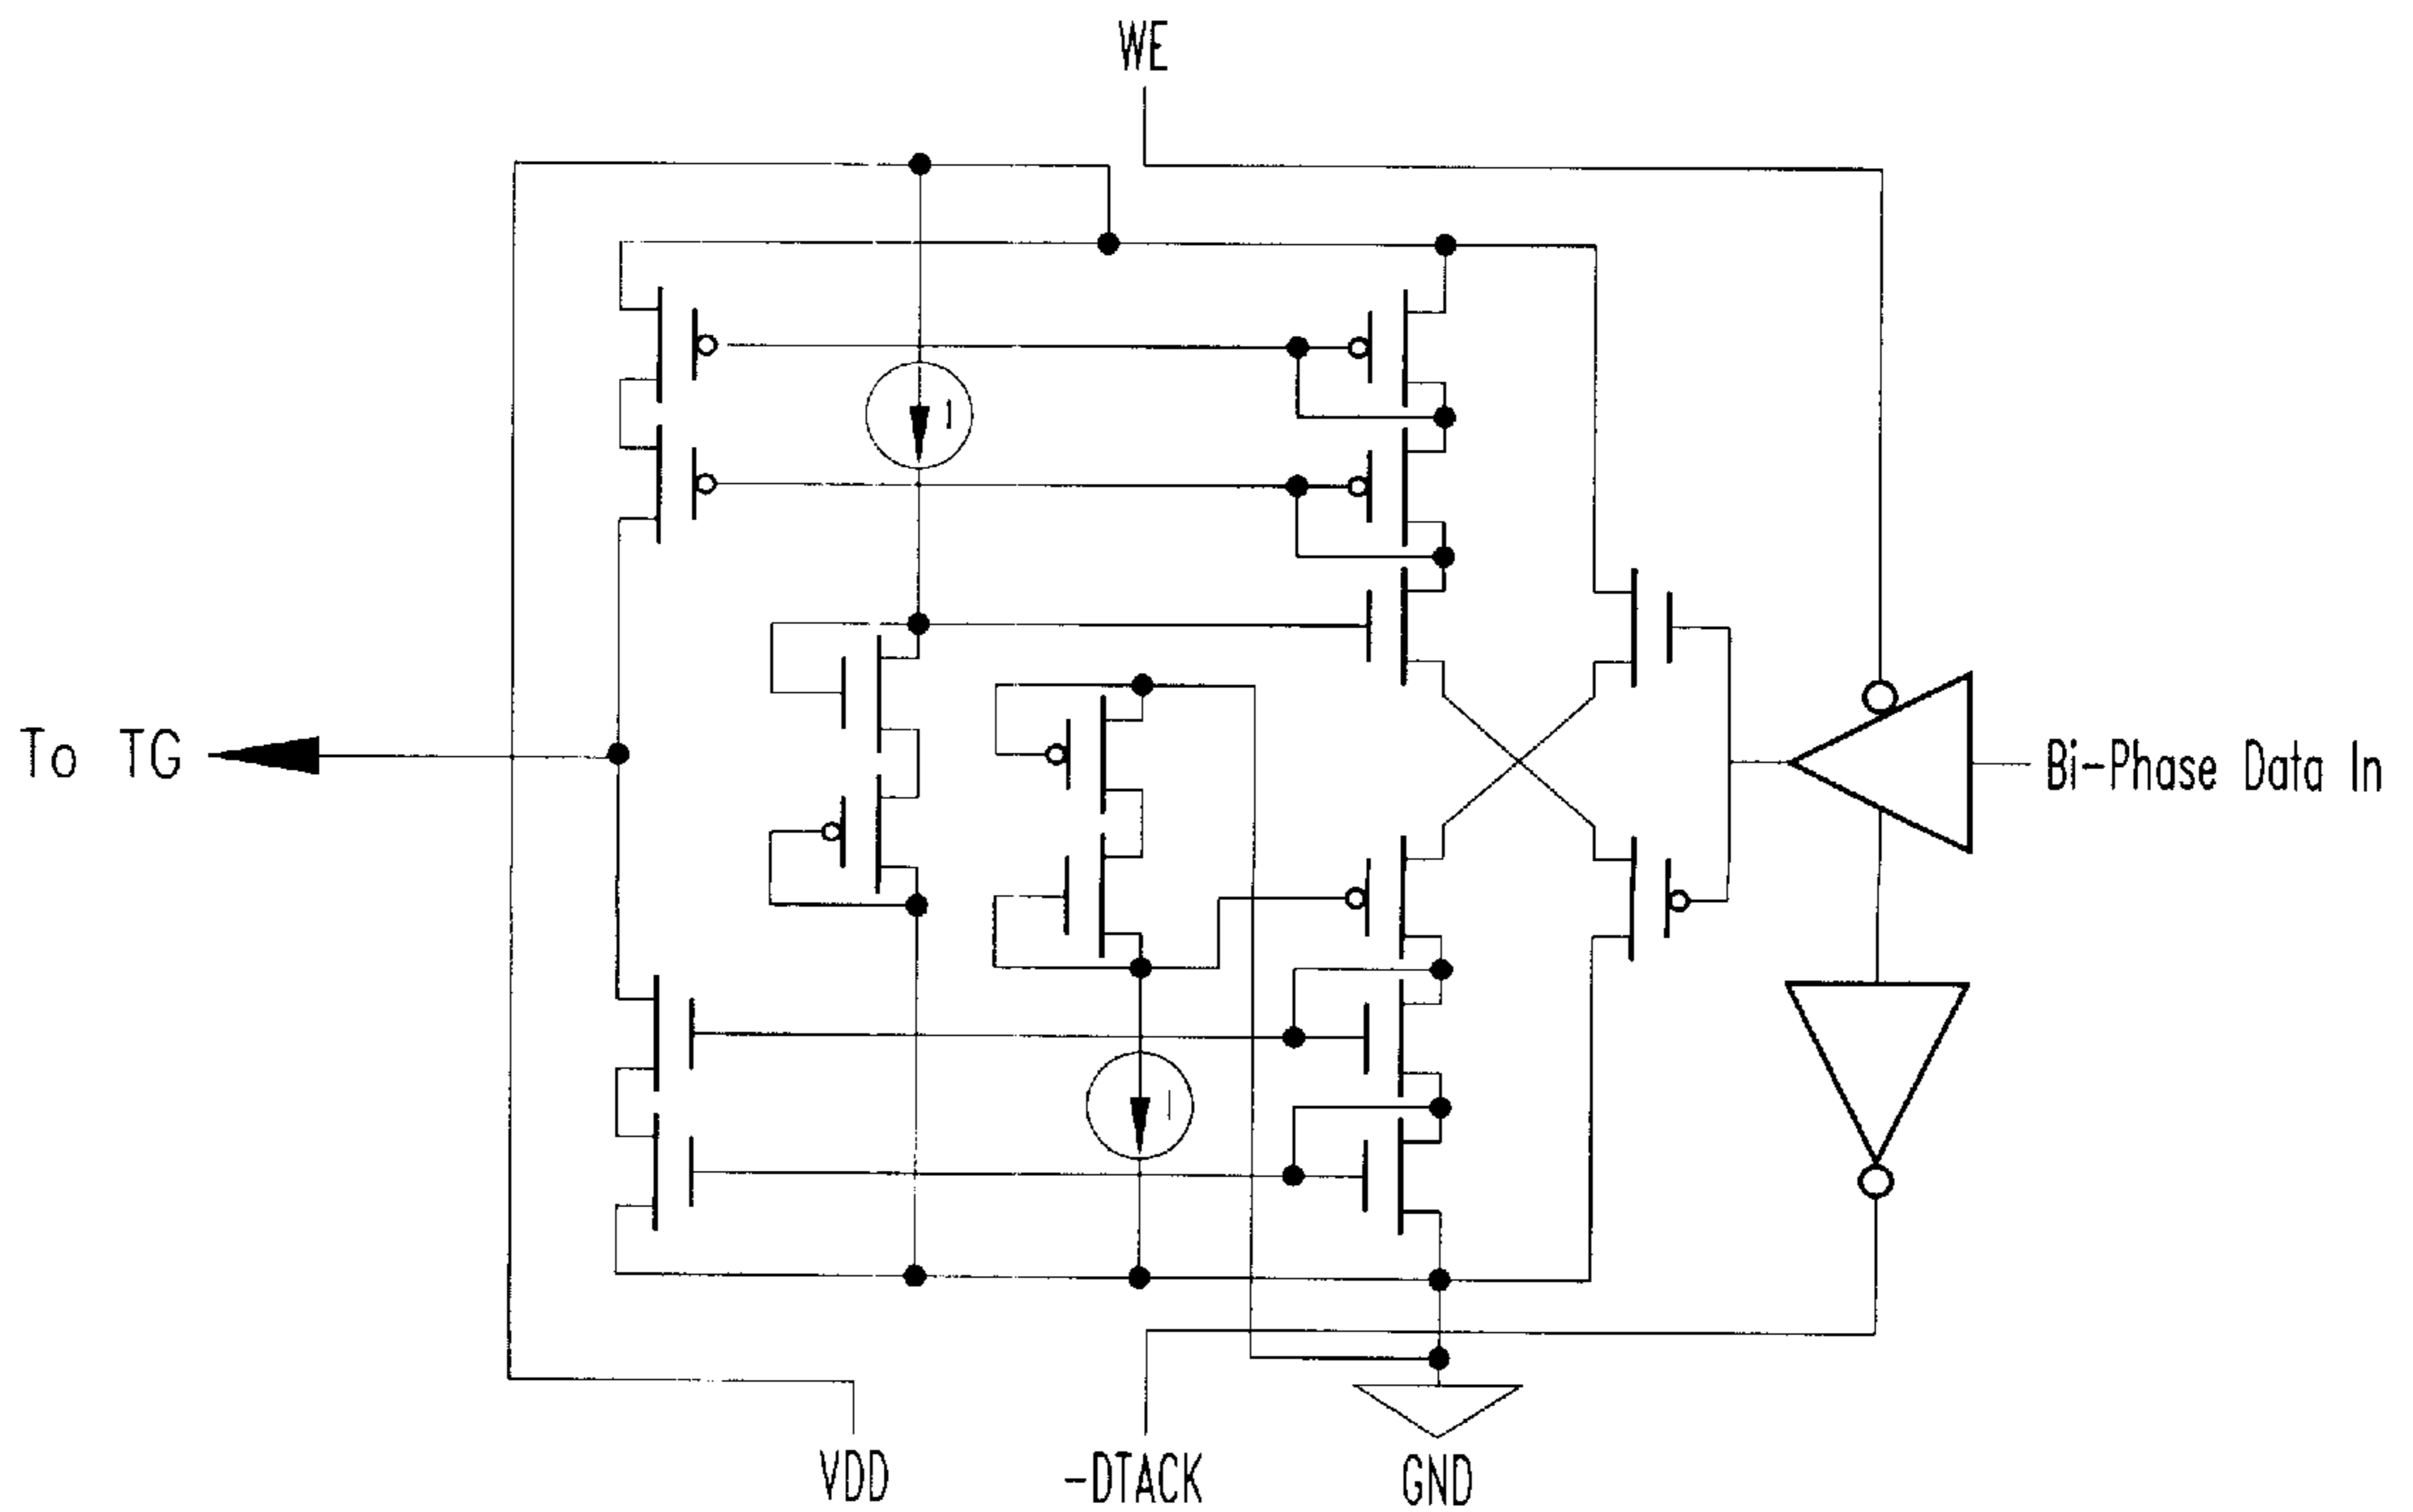 WE
I
To TG
Bi-Phase Data In
I
VDD
-DTACK
GND